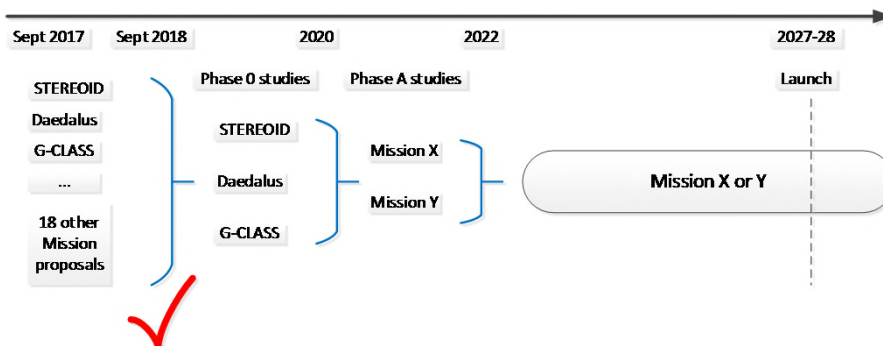 Sept 2017 Sept 2018 2020 2022 2027-28
Phase 0 studies Phase A studies Launch
STEREOID
Daedalus
G-CLASS
...
18 other
Mission
proposals
STEREOID
Daedalus
G-CLASS
Mission X
Mission Y
Mission X or Y